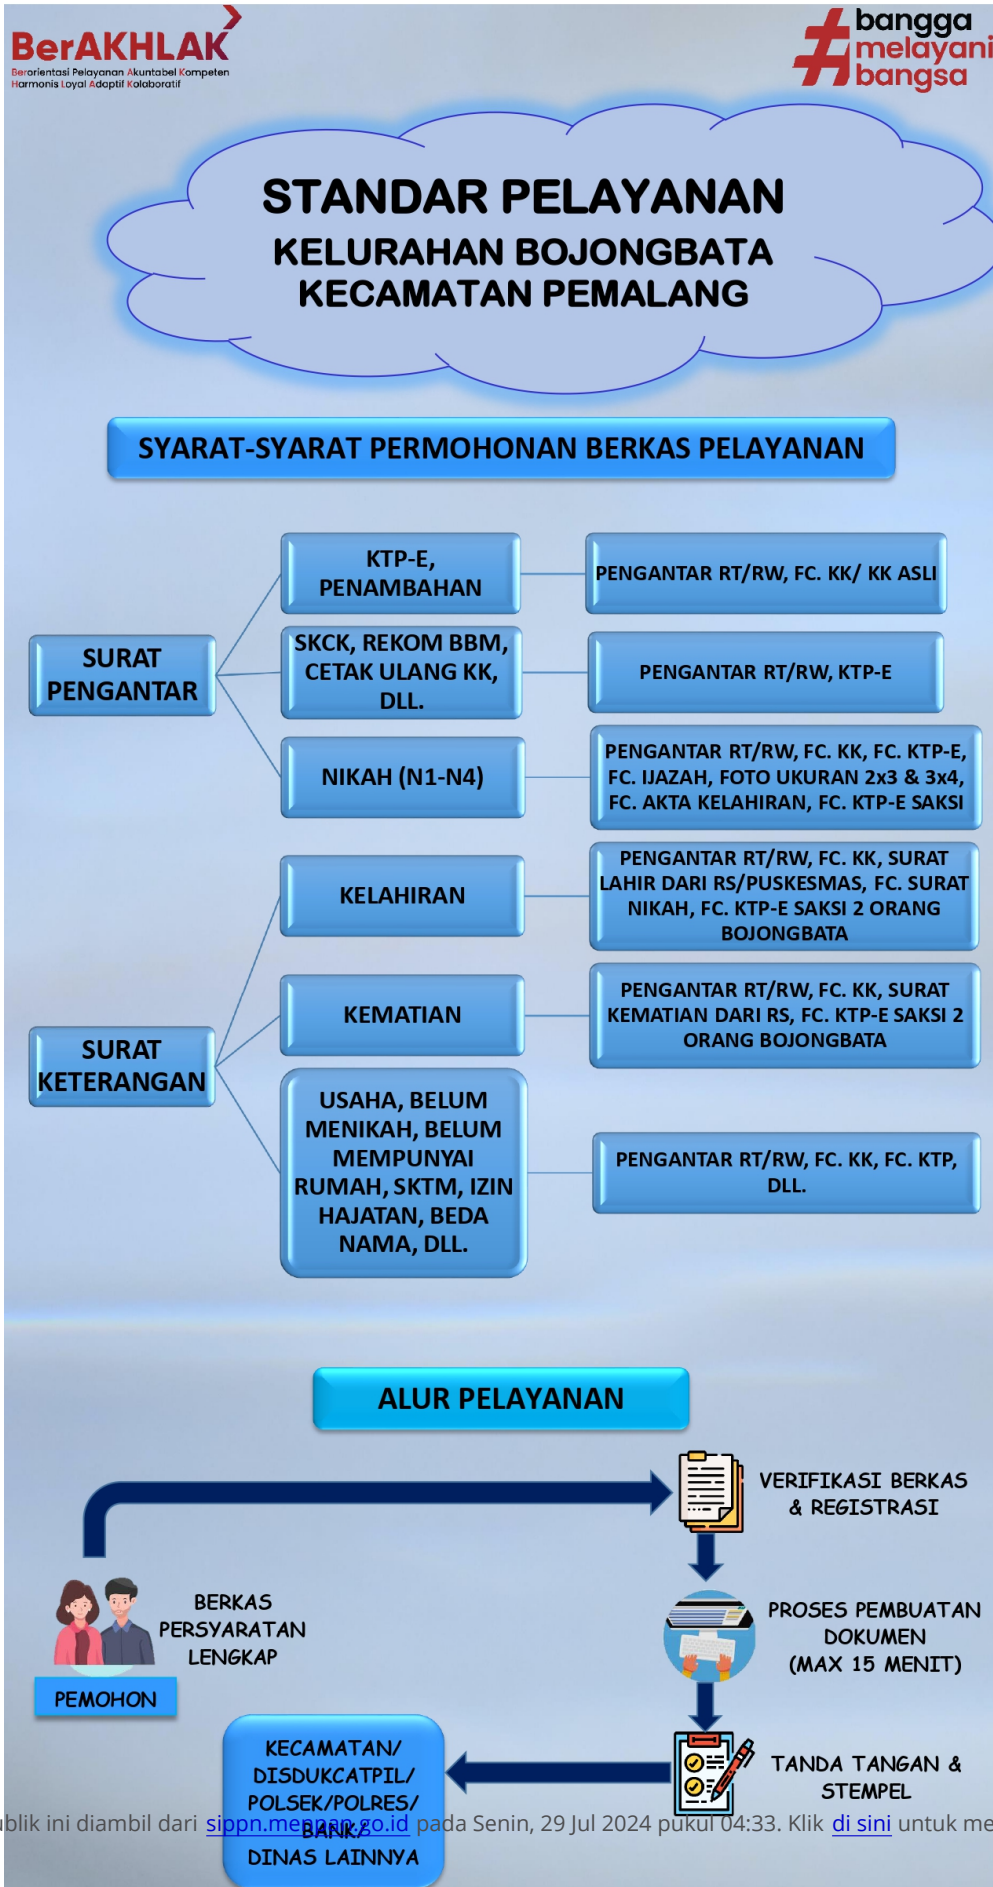 BerAKHLAK
Berorientasi Pelayanan Akuntabel Kompeten
Harmonis Loyal Adaptif Kolaboratif
#bangga
melayani
bangsa
STANDAR PELAYANAN
KELURAHAN BOJONGBATA
KECAMATAN PEMALANG
SYARAT-SYARAT PERMOHONAN BERKAS PELAYANAN
SURAT
PENGANTAR
KTP-E,
PENAMBAHAN
PENGANTAR RT/RW, FC. KK/ KK ASLI
SKCK, REKOM BBM,
CETAK ULANG KK,
DLL.
PENGANTAR RT/RW, KTP-E
NIKAH (N1-N4)
PENGANTAR RT/RW, FC. KK, FC. KTP-E,
FC. IJAZAH, FOTO UKURAN 2x3 & 3x4,
FC. AKTA KELAHIRAN, FC. KTP-E SAKSI
SURAT
KETERANGAN
KELAHIRAN
PENGANTAR RT/RW, FC. KK, SURAT
LAHIR DARI RS/PUSKESMAS, FC. SURAT
NIKAH, FC. KTP-E SAKSI 2 ORANG
BOJONGBATA
KEMATIAN
PENGANTAR RT/RW, FC. KK, SURAT
KEMATIAN DARI RS, FC. KTP-E SAKSI 2
ORANG BOJONGBATA
USAHA, BELUM
MENIKAH, BELUM
MEMPUNYAI
RUMAH, SKTM, IZIN
HAJATAN, BEDA
NAMA, DLL.
PENGANTAR RT/RW, FC. KK, FC. KTP,
DLL.
ALUR PELAYANAN
VERIFIKASI BERKAS
& REGISTRASI
BERKAS
PERSYARATAN
LENGKAP
PEMOHON
PROSES PEMBUATAN
DOKUMEN
(MAX 15 MENIT)
TANDA TANGAN &
STEMPEL
KECAMATAN/
DISDUKCATPIL/
POLSEK/POLRES/
BANK/
DINAS LAINNYA
ublik ini diambil dari sippn.menpan.go.id pada Senin, 29 Jul 2024 pukul 04:33. Klik di sini untuk me